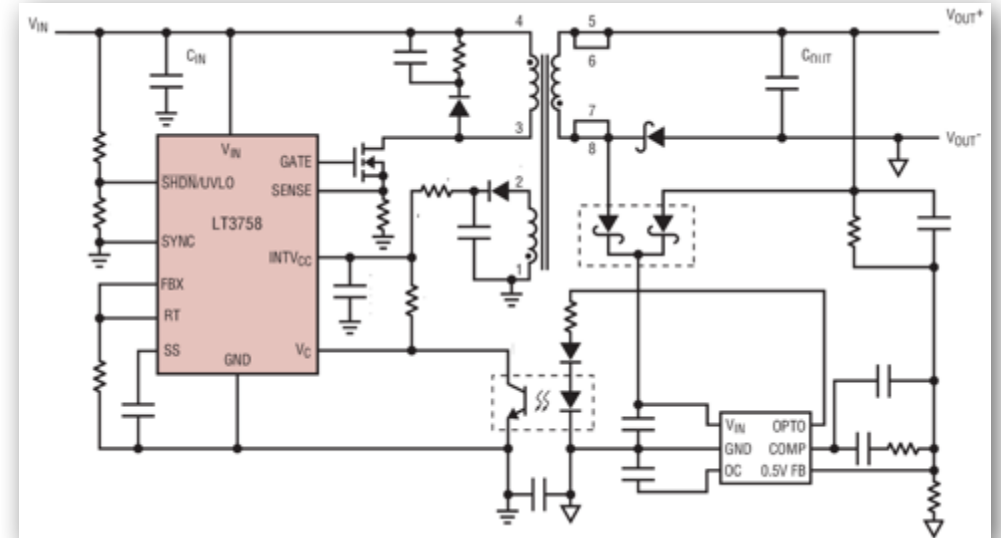 VIN
CIN
4
5
VOUT+
6
COUT
3
7
8
VOUT-
VIN
GATE
SHDN/UVLO
SENSE
LT3758
2
SYNC
INTVCC
1
FBX
RT
SS
GND
VC
VIN
OPTO
GND
COMP
OC
0.5V FB